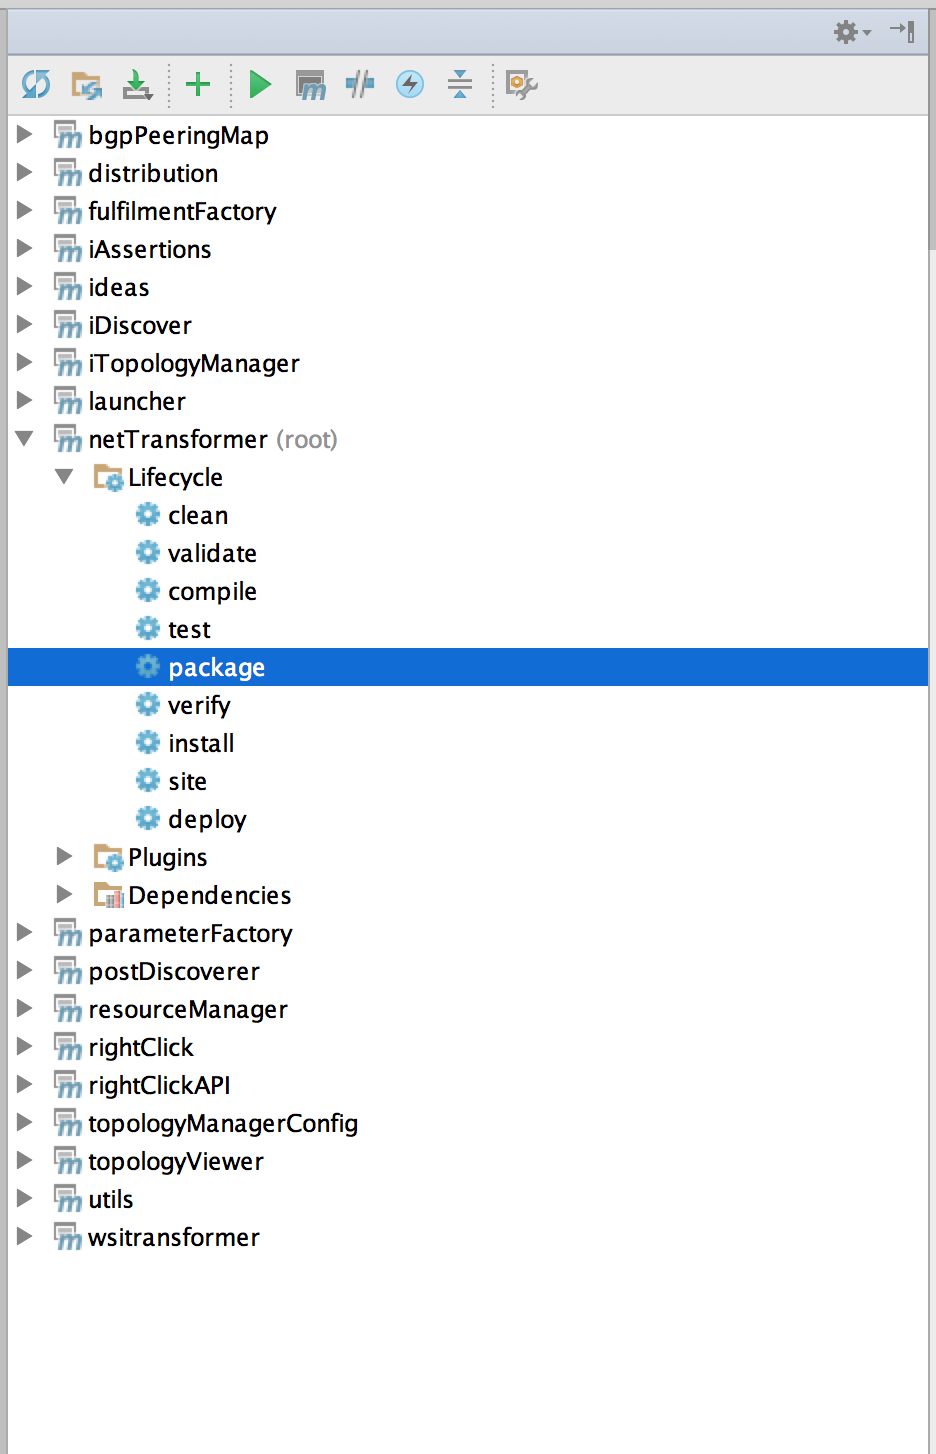 bgpPeeringMap
distribution
fulfilmentFactory
iAssertions
ideas
iDiscover
iTopologyManager
launcher
netTransformer (root)
Lifecycle
clean
validate
compile
test
package
verify
install
site
deploy
Plugins
Dependencies
parameterFactory
postDiscoverer
resourceManager
rightClick
rightClickAPI
topologyManagerConfig
topologyViewer
utils
wsitransformer